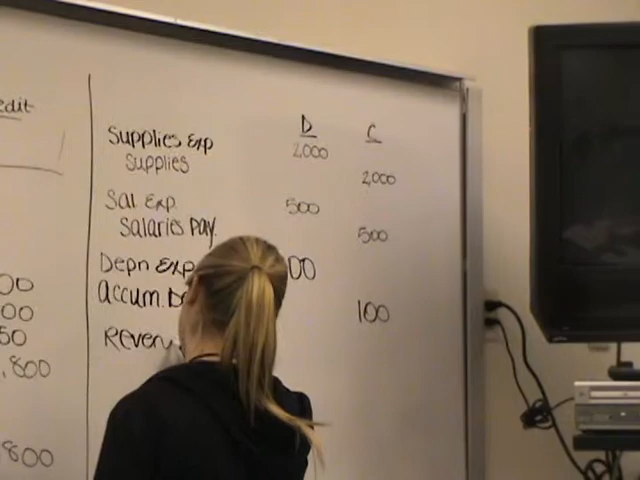 edit
D C
Supplies Exp 2,000
Supplies 2,000
Sal Exp 500
Salaries Pay. 500
Depn Exp 00
Accum. 100
Reven
00
00
50
,800
,800